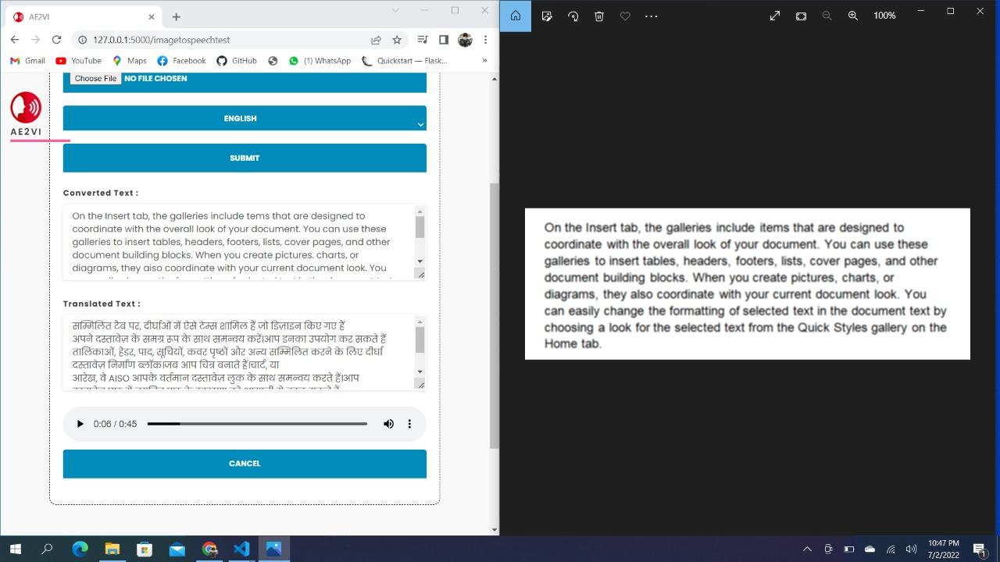 AE2VI
127.0.0.1:5000/imagetospeechtest
Gmail
YouTube
Maps
Facebook
GitHub
(1) WhatsApp
Quickstart — Flask...
»
100%
Choose File NO FILE CHOSEN
AE2VI
ENGLISH
SUBMIT
Converted Text :
On the Insert tab, the galleries include tems that are designed to
coordinate with the overall look of your document. You can use these
galleries to insert tables, headers, footers, lists, cover pages, and other
document building blocks. When you create pictures. charts, or
diagrams, they aiso coordinate with your current document look. You
Translated Text :
सम्मिलित टैब पर, दीर्घाओं में ऐसे टेम्स शामिल हैं जो डिज़ाइन किए गए हैं
अपने दस्तावेज़ के समग्र रूप के साथ समन्वय करें।आप इनका उपयोग कर सकते हैं
तालिकाओं, हेडर, पाद, सूचियों, कवर पृष्ठों और अन्य सम्मिलित करने के लिए दीर्घा
दस्तावेज़ निर्माण ब्लॉक।जब आप चित्र बनाते हैं।चार्ट, या
आरेख, वे AISO आपके वर्तमान दस्तावेज़ लुक के साथ समन्वय करते हैं।आप
0:06 / 0:45
CANCEL
On the Insert tab, the galleries include items that are designed to
coordinate with the overall look of your document. You can use these
galleries to insert tables, headers, footers, lists, cover pages, and other
document building blocks. When you create pictures, charts, or
diagrams, they also coordinate with your current document look. You
can easily change the formatting of selected text in the document text by
choosing a look for the selected text from the Quick Styles gallery on the
Home tab.
10:47 PM
7/2/2022
1